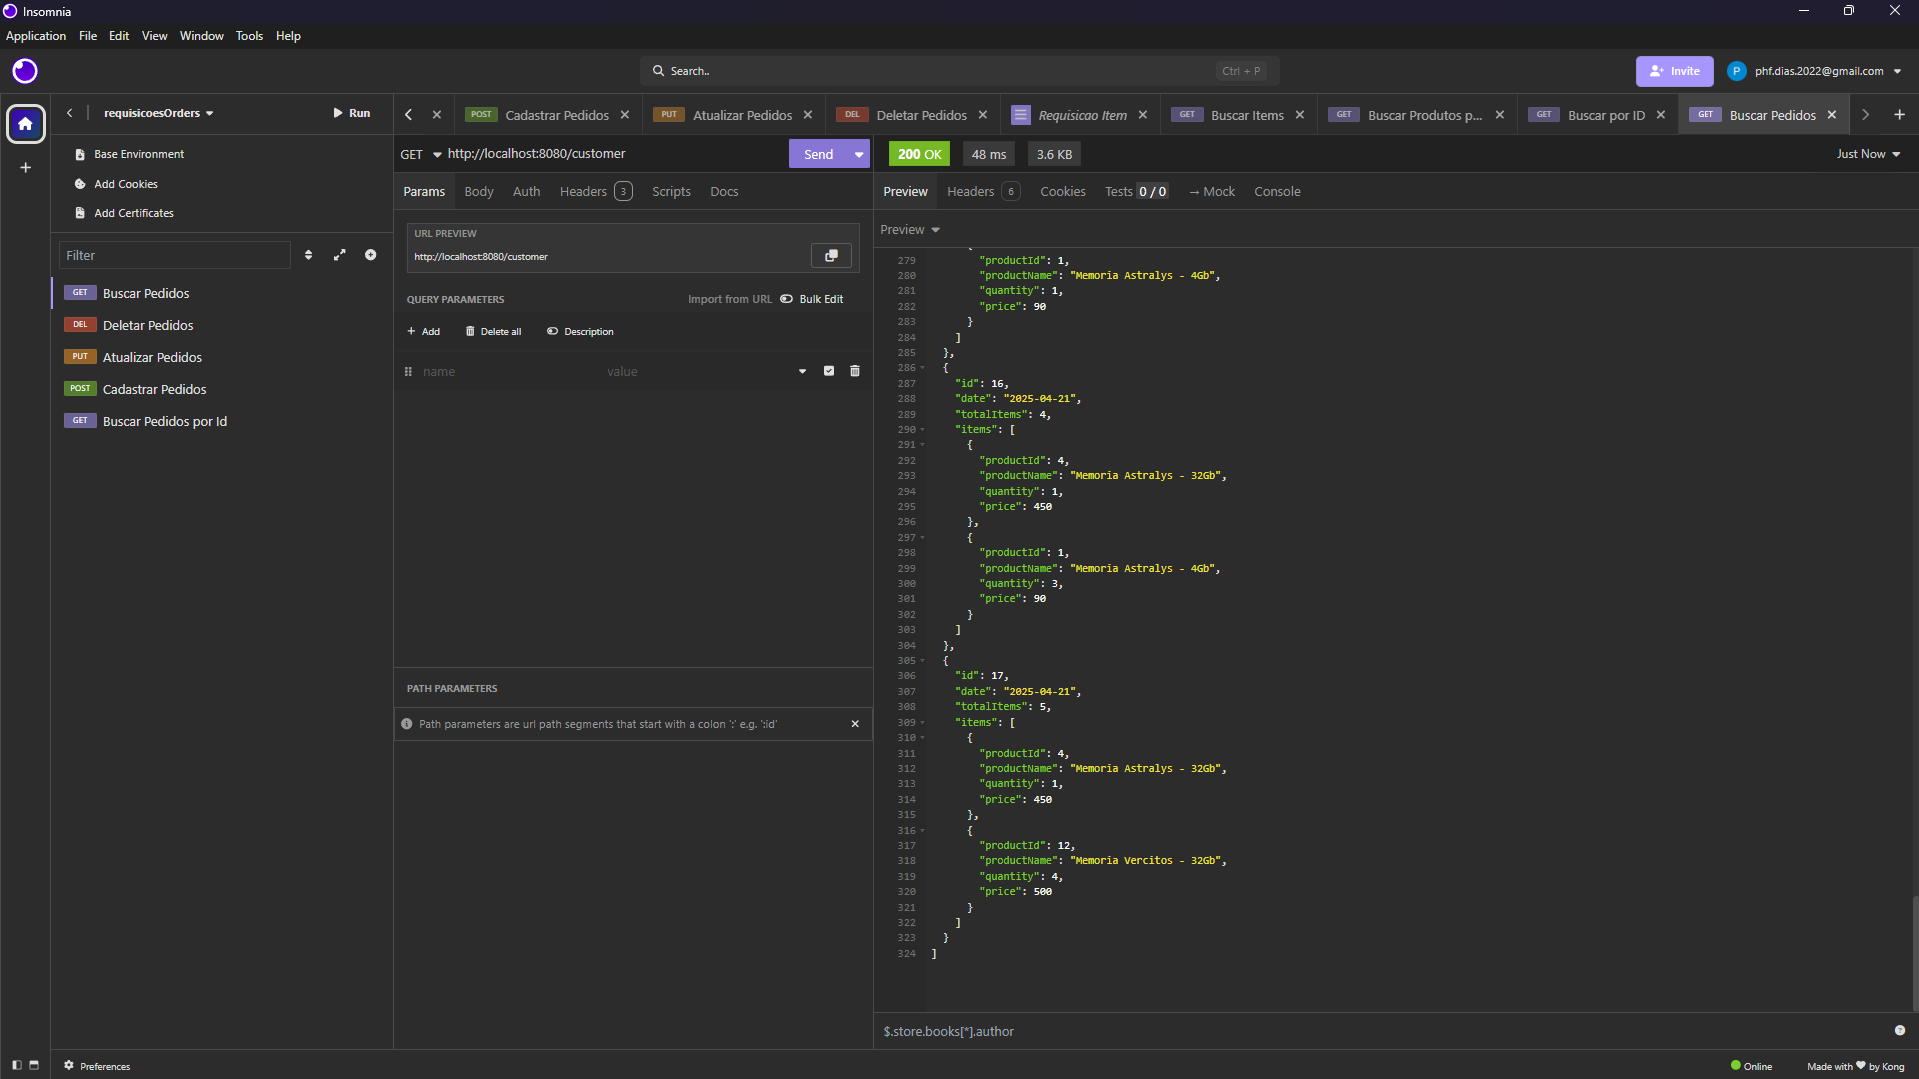 Insomnia
Application File Edit View Window Tools Help
Search.. Ctrl + P
Invite
P phf.dias.2022@gmail.com
requisicoesOrders
Run
POST Cadastrar Pedidos
PUT Atualizar Pedidos
DEL Deletar Pedidos
Requisicao Item
GET Buscar Items
GET Buscar Produtos p...
GET Buscar por ID
GET Buscar Pedidos
Base Environment
Add Cookies
Add Certificates
Filter
GET Buscar Pedidos
DEL Deletar Pedidos
PUT Atualizar Pedidos
POST Cadastrar Pedidos
GET Buscar Pedidos por Id
GET http://localhost:8080/customer Send
Params Body Auth Headers 3 Scripts Docs
URL PREVIEW
http://localhost:8080/customer
QUERY PARAMETERS Import from URL Bulk Edit
+ Add Delete all Description
name value
PATH PARAMETERS
Path parameters are url path segments that start with a colon ':' e.g. ':id'
200 OK 48 ms 3.6 KB Just Now
Preview Headers 6 Cookies Tests 0 / 0 → Mock Console
Preview
279 "productId": 1,
280 "productName": "Memoria Astralys - 4Gb",
281 "quantity": 1,
282 "price": 90
283 }
284 ]
285 },
286 {
287 "id": 16,
288 "date": "2025-04-21",
289 "totalItems": 4,
290 "items": [
291 {
292 "productId": 4,
293 "productName": "Memoria Astralys - 32Gb",
294 "quantity": 1,
295 "price": 450
296 },
297 {
298 "productId": 1,
299 "productName": "Memoria Astralys - 4Gb",
300 "quantity": 3,
301 "price": 90
302 }
303 ]
304 },
305 {
306 "id": 17,
307 "date": "2025-04-21",
308 "totalItems": 5,
309 "items": [
310 {
311 "productId": 4,
312 "productName": "Memoria Astralys - 32Gb",
313 "quantity": 1,
314 "price": 450
315 },
316 {
317 "productId": 12,
318 "productName": "Memoria Vercitos - 32Gb",
319 "quantity": 4,
320 "price": 500
321 }
322 ]
323 }
324 ]
$.store.books[*].author
Preferences
Online
Made with ♥ by Kong